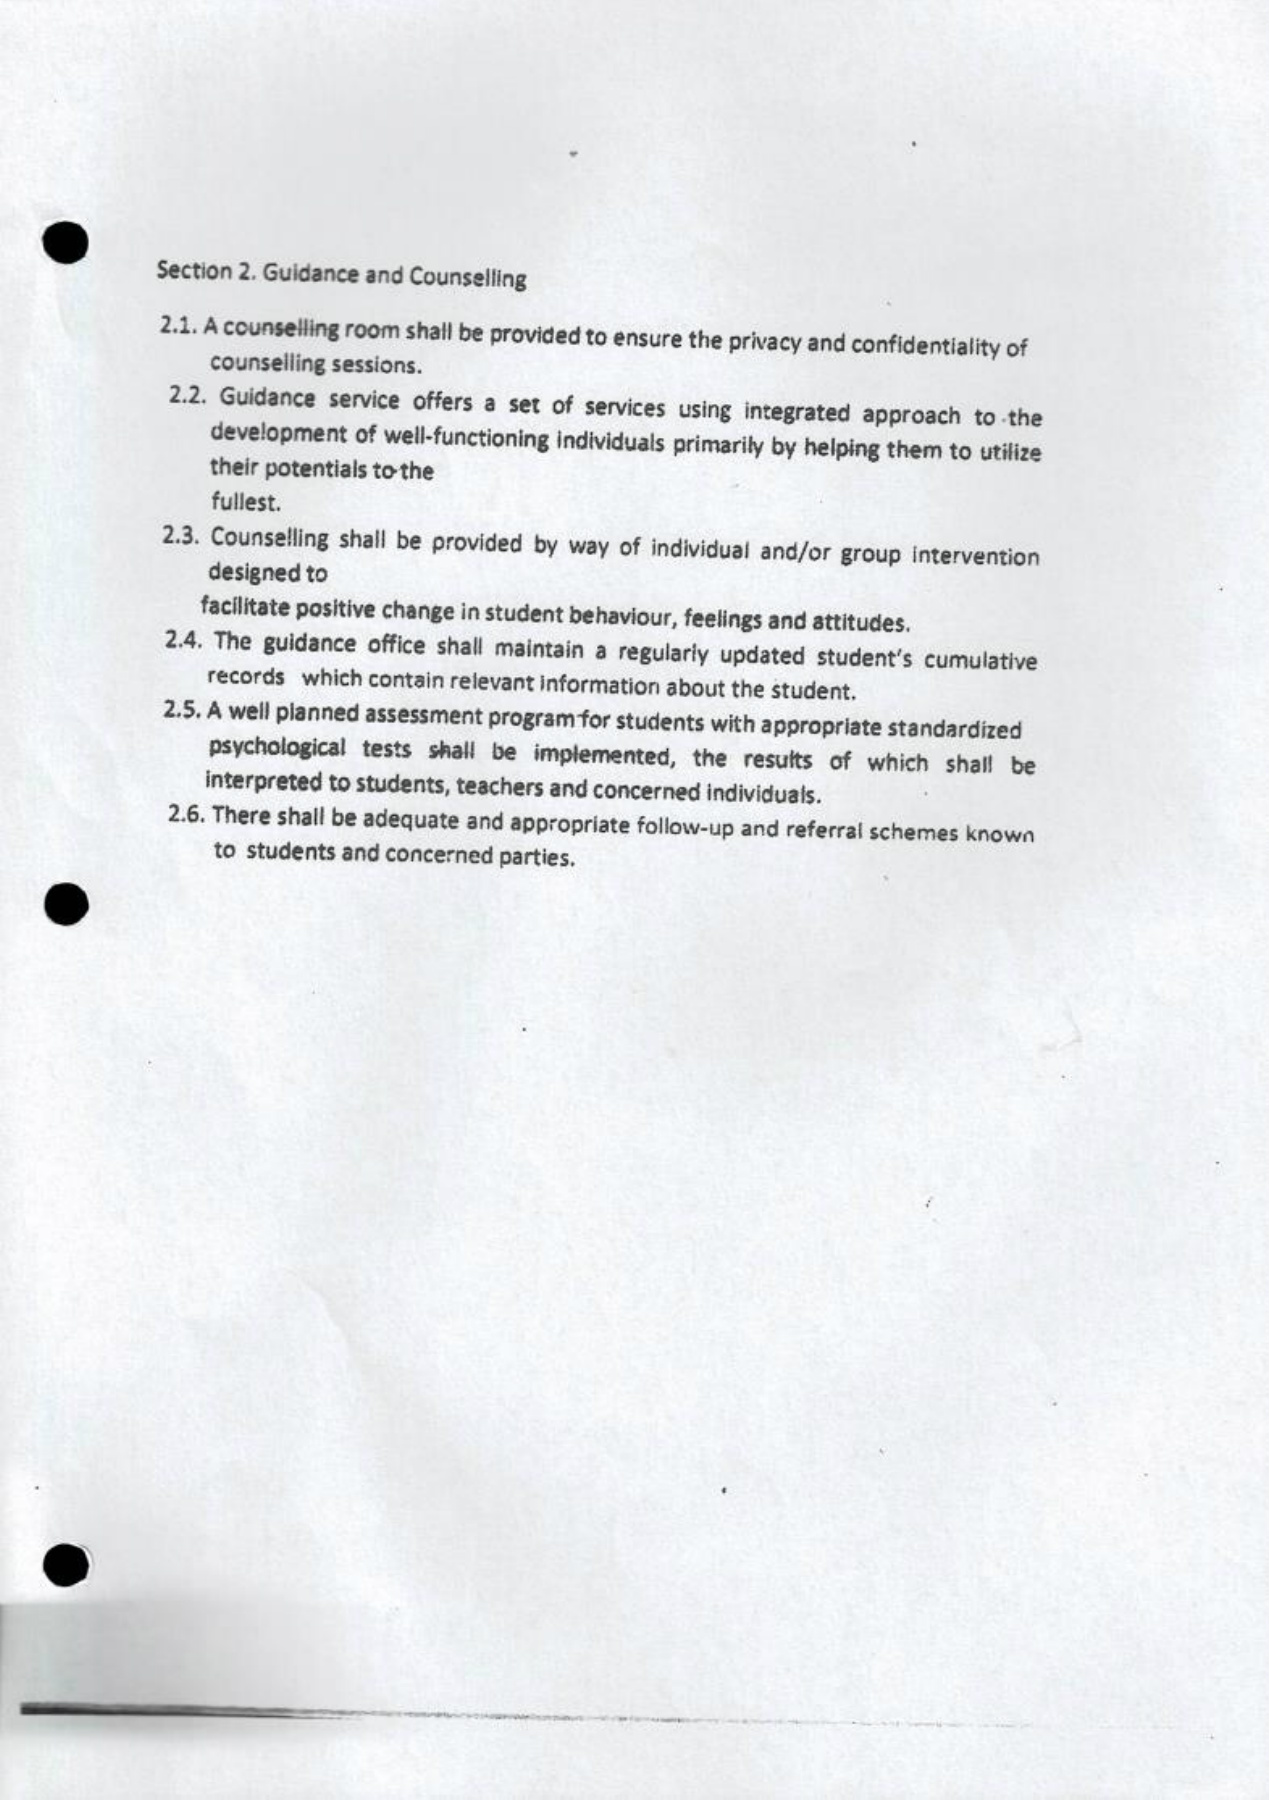 Section 2. Guidance and Counselling
2.1. A counselling room shall be provided to ensure the privacy and confidentiality of
counselling sessions.
2.2. Guidance service offers a set of services using integrated approach to the
development of well-functioning individuals primarily by helping them to utilize
their potentials to the
fullest.
2.3. Counselling shall be provided by way of individual and/or group intervention
designed to
facilitate positive change in student behaviour, feelings and attitudes.
2.4. The guidance office shall maintain a regularly updated student's cumulative
records which contain relevant information about the student.
2.5. A well planned assessment program for students with appropriate standardized
psychological tests shall be implemented, the results of which shall be
interpreted to students, teachers and concerned individuals.
2.6. There shall be adequate and appropriate follow-up and referral schemes known
to students and concerned parties.